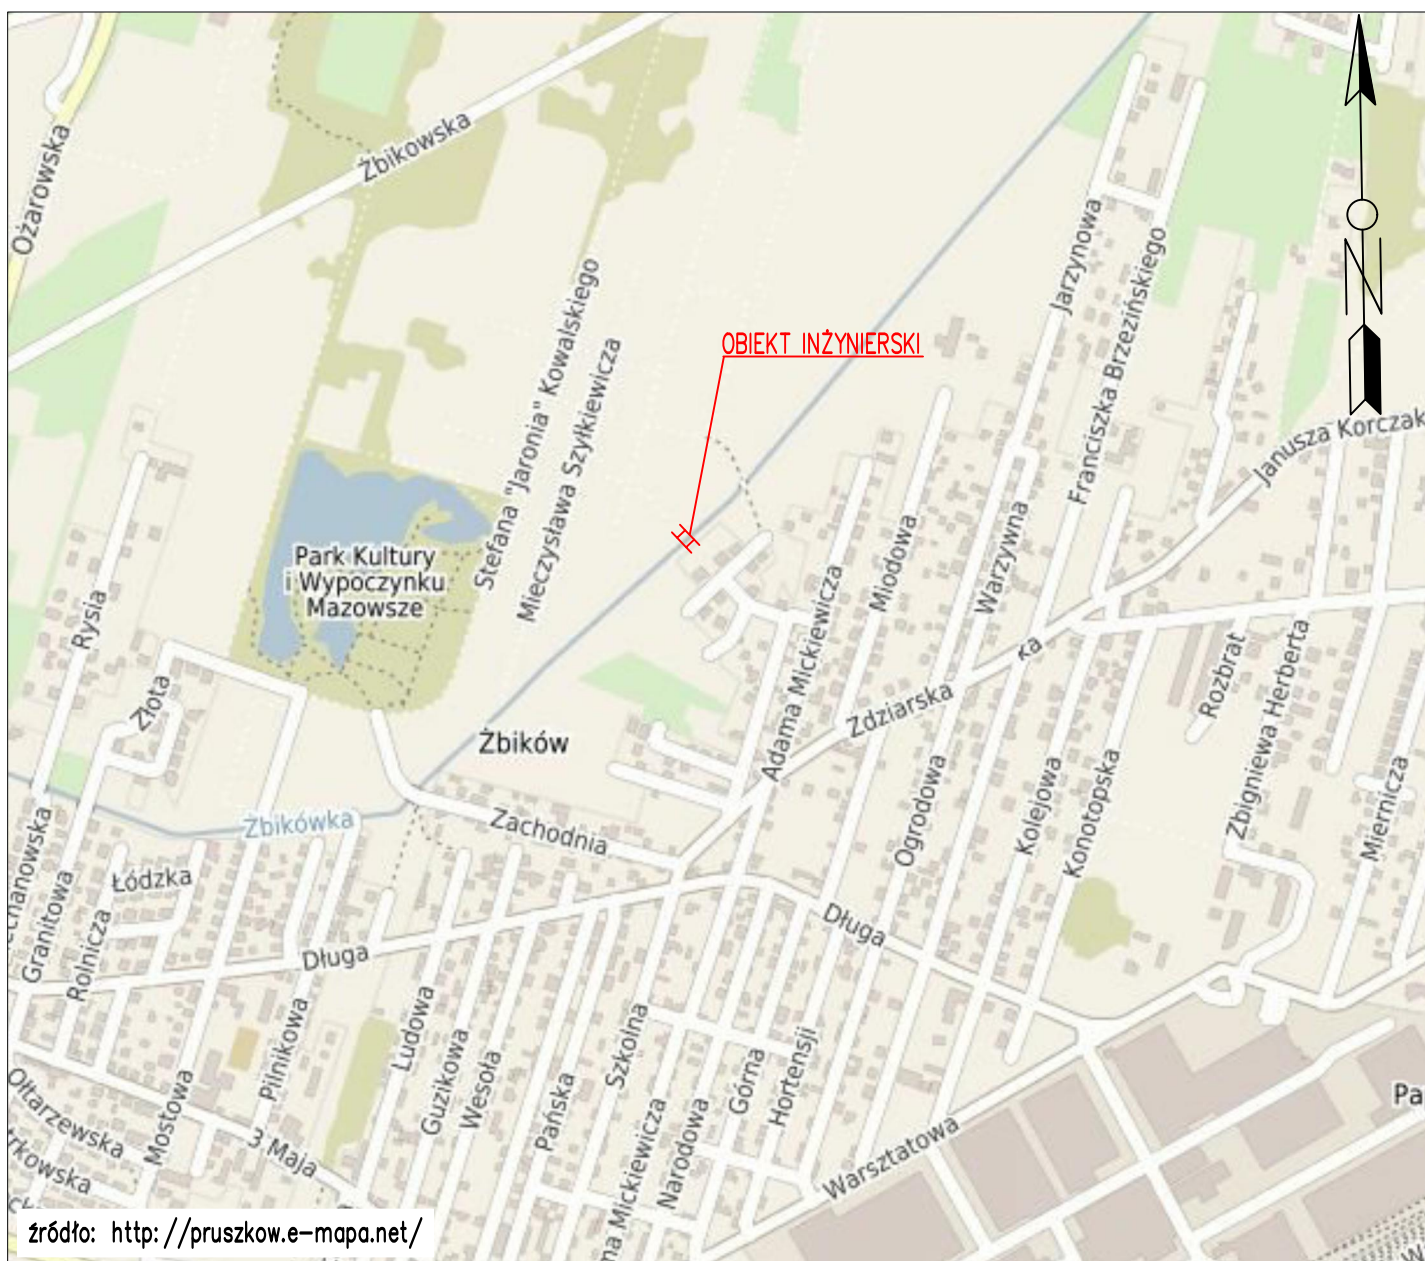 Ożarowska
Żbikowska
Jarzynowa
Franciszka Brzezińskiego
Stefana "Jaronia" Kowalskiego
Mieczysława Szylkiewicza
OBIEKT INŻYNIERSKI
N
Janusza Korczak
Park Kultury
i Wypoczynku
Mazowsze
Rysia
Złota
Adama Mickiewicza
Miodowa
Warzywna
Zdziarska
ka
Rozbrat
Zbigniewa Herberta
Żbików
Żbikówka
Zachodnia
Ogrodowa
Kolejowa
Konotopska
Miernicza
echanowska
Granitowa
Rolnicza
Łódzka
Długa
Długa
Pilnikowa
Ludowa
Guzikowa
Wesoła
Pańska
Szkolna
Górna
Hortensji
na Mickiewicza
Narodowa
Warsztatowa
Pa
Ołtarzewska
Mostowa
3 Maja
trkowska
źródło: http://pruszkow.e-mapa.net/